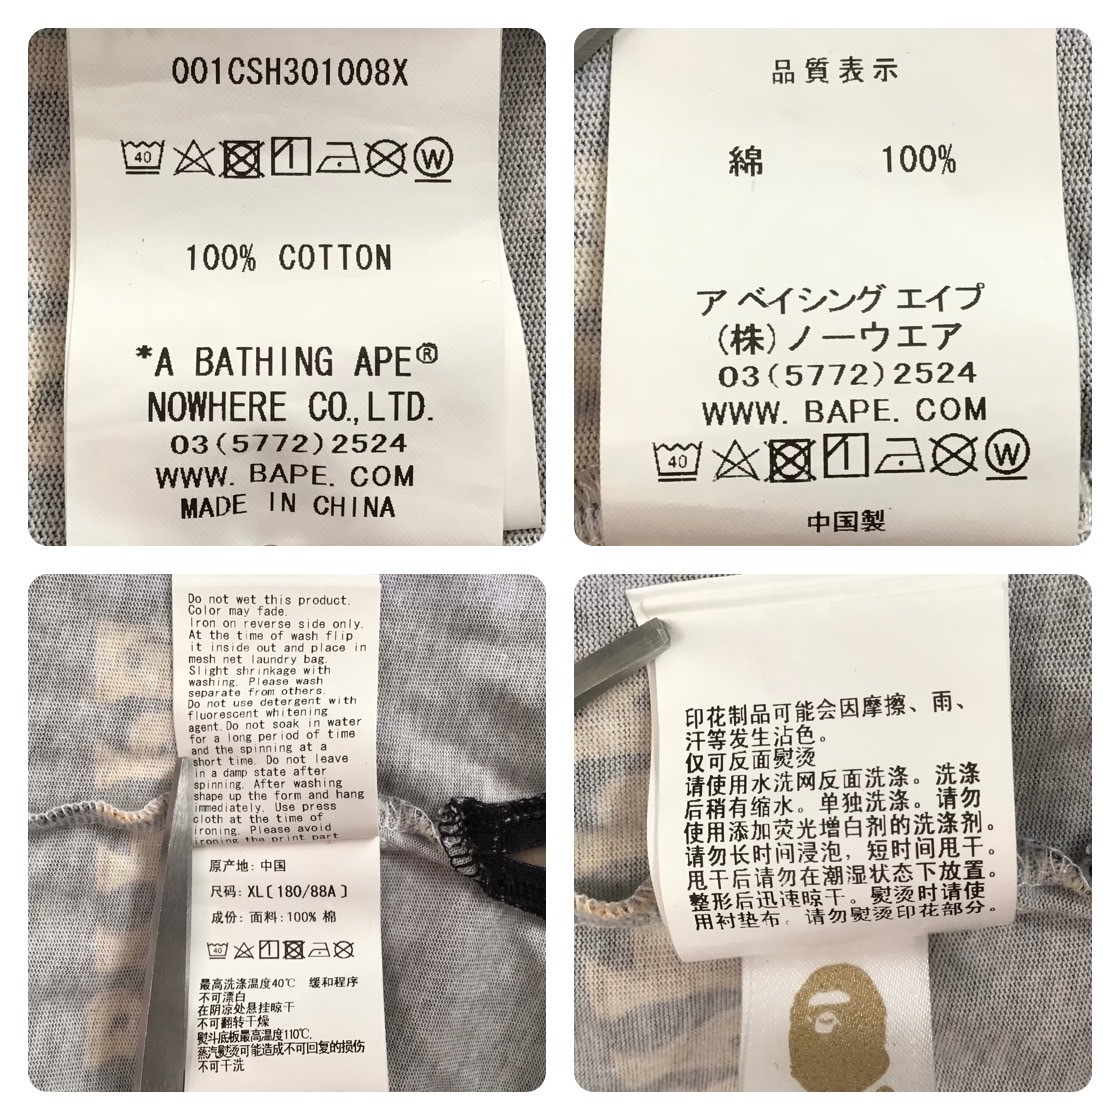 001CSH301008X
40
W
100% COTTON
*A BATHING APE®
NOWHERE CO.,LTD.
03(5772)2524
WWW. BAPE. COM
MADE IN CHINA
品質表示
綿 100%
ア ベイシング エイプ
(株)ノーウエア
03(5772)2524
WWW. BAPE. COM
40
W
中国製
Do not wet this product.
Color may fade.
Iron on reverse side only.
At the time of wash flip
it inside out and place in
mesh net laundry bag.
Slight shrinkage with
washing. Please wash
separate from others.
Do not use detergent with
fluorescent whitening
agent.Do not soak in water
for a long period of time
and the spinning at a
short time. Do not leave
in a damp state after
spinning. After washing
shape up the form and hang
immediately. Use press
cloth at the time of
ironing. Please avoid
ironing the print part.
原产地: 中国
尺码: XL〔180/88A〕
成份: 面料:100% 棉
40
最高洗涤温度40℃ 缓和程序
不可漂白
在阴凉处悬挂晾干
不可翻转干燥
熨斗底板最高温度110℃,
蒸汽熨烫可能造成不可回复的损伤
不可干洗
印花制品可能会因摩擦、雨、
汗等发生沾色。
仅可反面熨烫
请使用水洗网反面洗涤。洗涤
后稍有缩水。单独洗涤。请勿
使用添加荧光增白剂的洗涤剂。
请勿长时间浸泡，短时间甩干。
甩干后请勿在潮湿状态下放置。
整形后迅速晾干。熨烫时请使
用衬垫布。请勿熨烫印花部分。